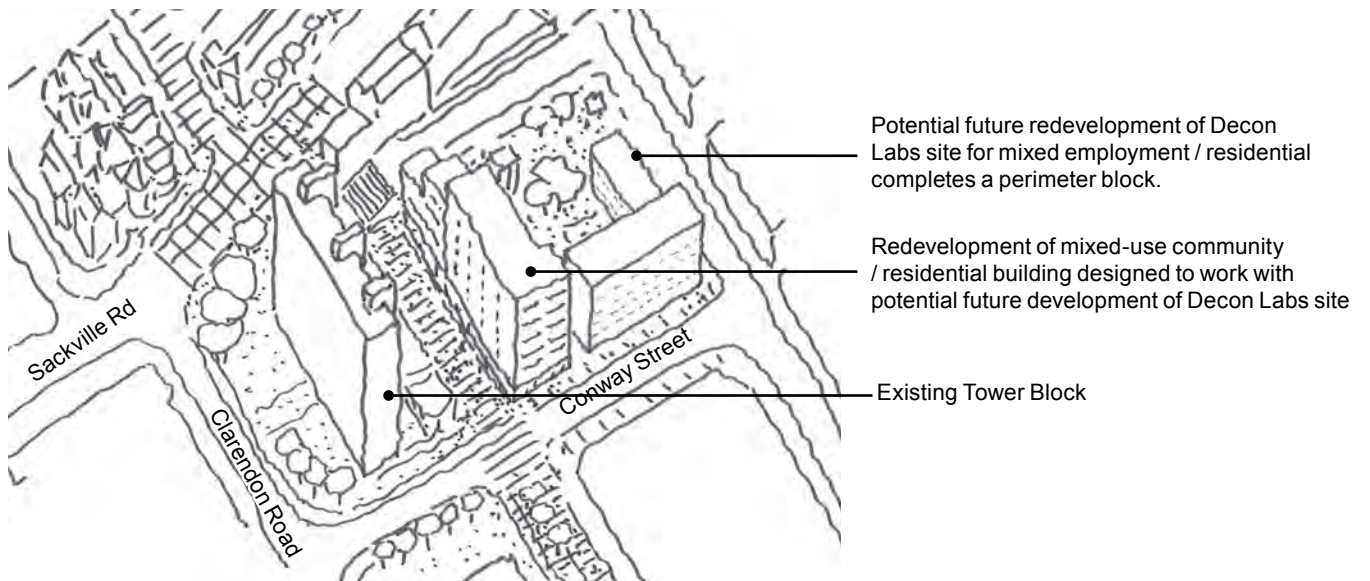 Potential future redevelopment of Decon
Labs site for mixed employment / residential
completes a perimeter block.
Redevelopment of mixed-use community
/ residential building designed to work with
potential future development of Decon Labs site
Existing Tower Block
Sackville Rd
Clarendon Road
Conway Street